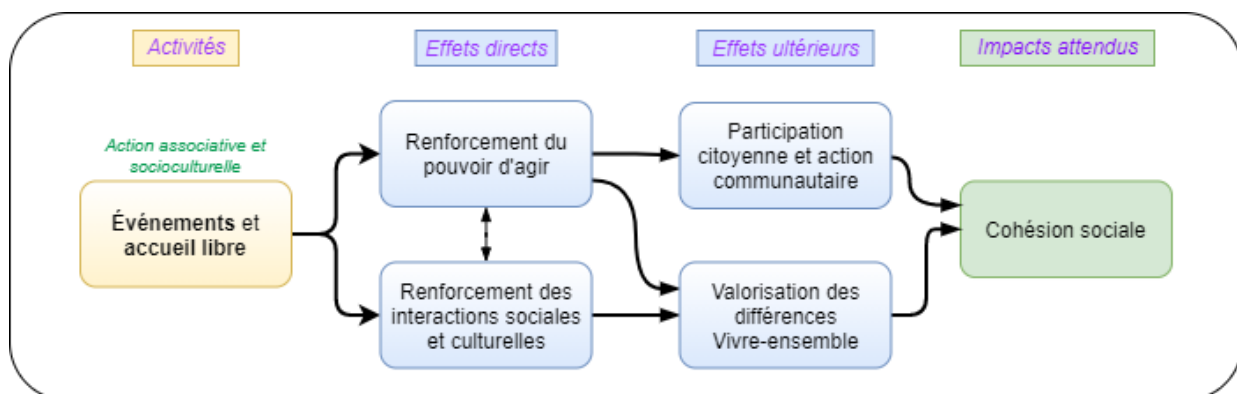 Activités
Effets directs
Effets ultérieurs
Impacts attendus
Action associative et
socioculturelle
Événements et
accueil libre
Renforcement du
pouvoir d'agir
Renforcement des
interactions sociales
et culturelles
Participation
citoyenne et action
communautaire
Valorisation des
différences
Vivre-ensemble
Cohésion sociale